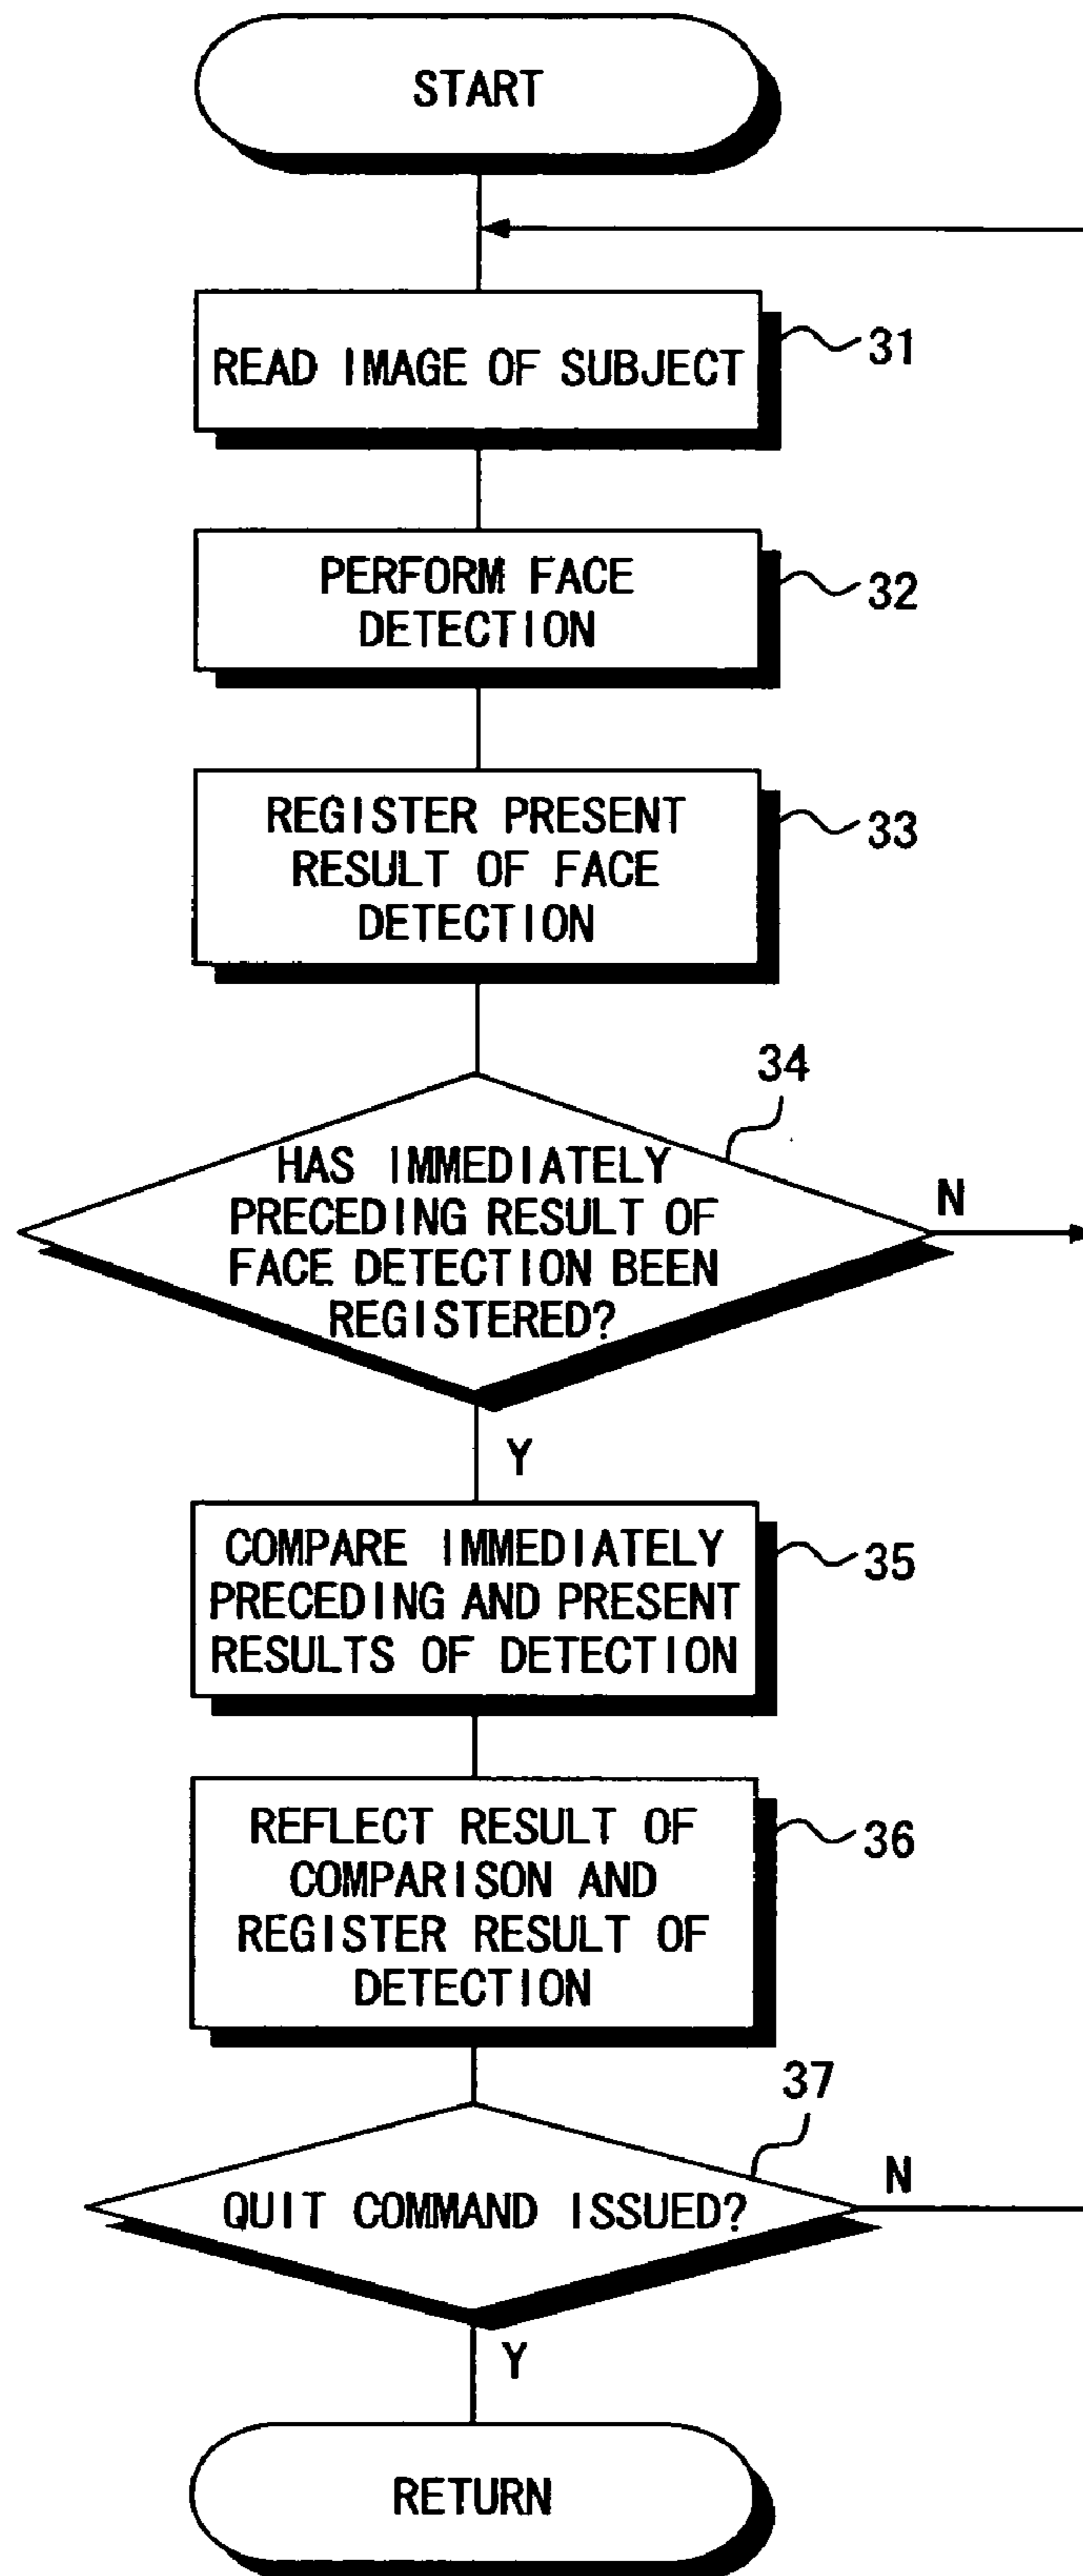 START
READ IMAGE OF SUBJECT
31
PERFORM FACE
DETECTION
32
REGISTER PRESENT
RESULT OF FACE
DETECTION
33
34
HAS IMMEDIATELY
PRECEDING RESULT OF
FACE DETECTION BEEN
REGISTERED?
N
Y
COMPARE IMMEDIATELY
PRECEDING AND PRESENT
RESULTS OF DETECTION
35
REFLECT RESULT OF
COMPARISON AND
REGISTER RESULT OF
DETECTION
36
37
QUIT COMMAND ISSUED?
N
Y
RETURN